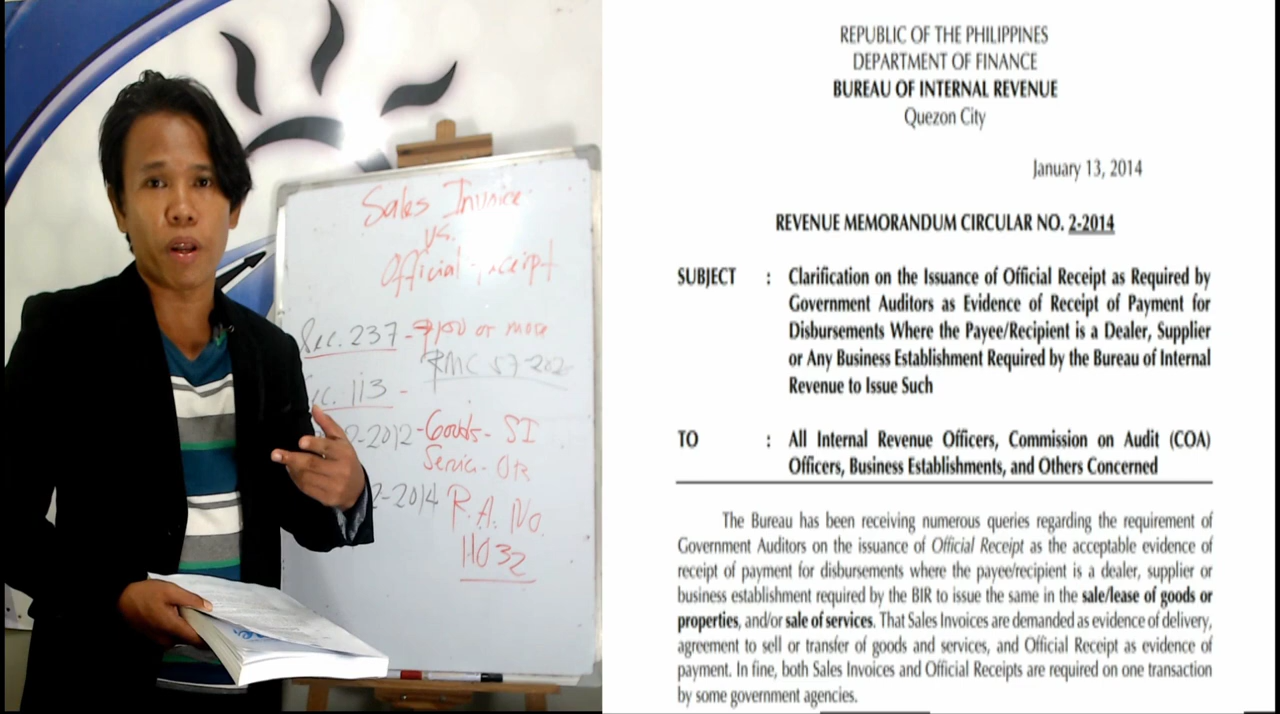 Sales Invoice
vs.
Official receipt
Sec. 237 - ₱100 or more
RMC 57-202
ec. 113 -
2-2012 - Goods - SI
Service - OR
2-2014 R.A. No.
11032
REPUBLIC OF THE PHILIPPINES
DEPARTMENT OF FINANCE
BUREAU OF INTERNAL REVENUE
Quezon City
January 13, 2014
REVENUE MEMORANDUM CIRCULAR NO. 2-2014
SUBJECT : Clarification on the Issuance of Official Receipt as Required by
Government Auditors as Evidence of Receipt of Payment for
Disbursements Where the Payee/Recipient is a Dealer, Supplier
or Any Business Establishment Required by the Bureau of Internal
Revenue to Issue Such
TO : All Internal Revenue Officers, Commission on Audit (COA)
Officers, Business Establishments, and Others Concerned
The Bureau has been receiving numerous queries regarding the requirement of
Government Auditors on the issuance of Official Receipt as the acceptable evidence of
receipt of payment for disbursements where the payee/recipient is a dealer, supplier or
business establishment required by the BIR to issue the same in the sale/lease of goods or
properties, and/or sale of services. That Sales Invoices are demanded as evidence of delivery,
agreement to sell or transfer of goods and services, and Official Receipt as evidence of
payment. In fine, both Sales Invoices and Official Receipts are required on one transaction
by some government agencies.